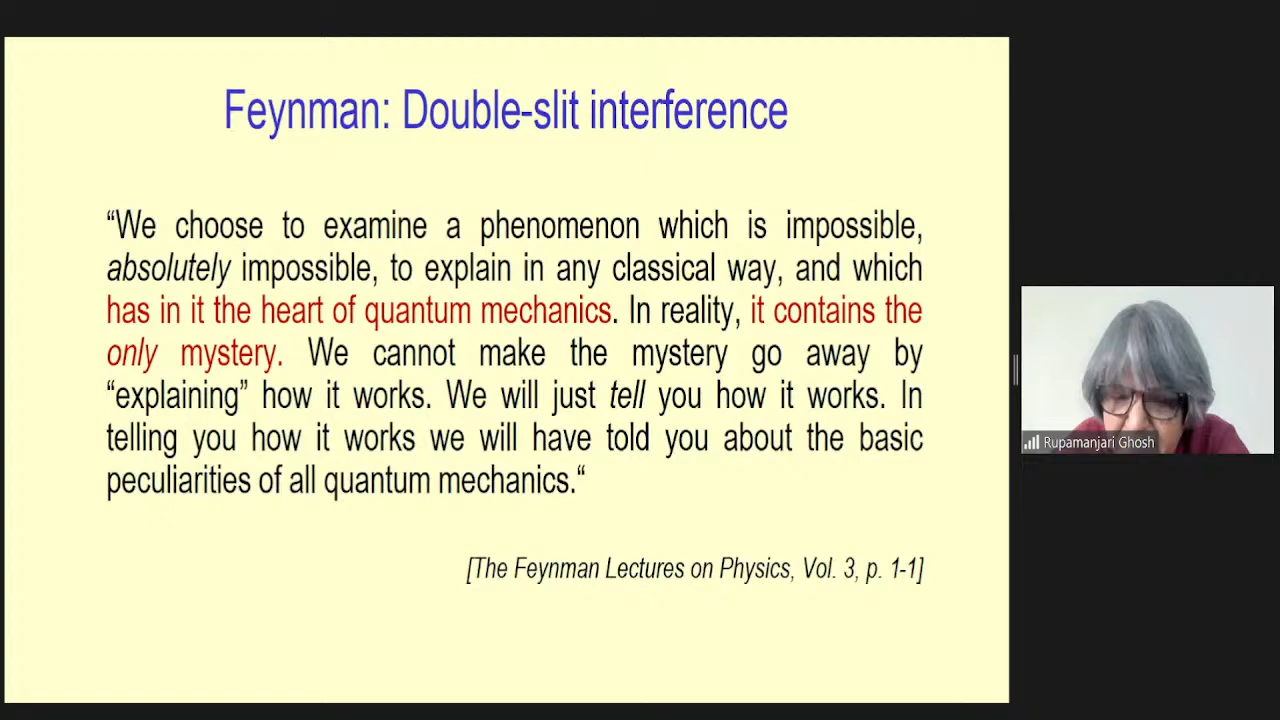 Feynman: Double-slit interference
“We choose to examine a phenomenon which is impossible,
absolutely impossible, to explain in any classical way, and which
has in it the heart of quantum mechanics. In reality, it contains the
only mystery. We cannot make the mystery go away by
“explaining” how it works. We will just tell you how it works. In
telling you how it works we will have told you about the basic
peculiarities of all quantum mechanics.“
[The Feynman Lectures on Physics, Vol. 3, p. 1-1]
Rupamanjari Ghosh